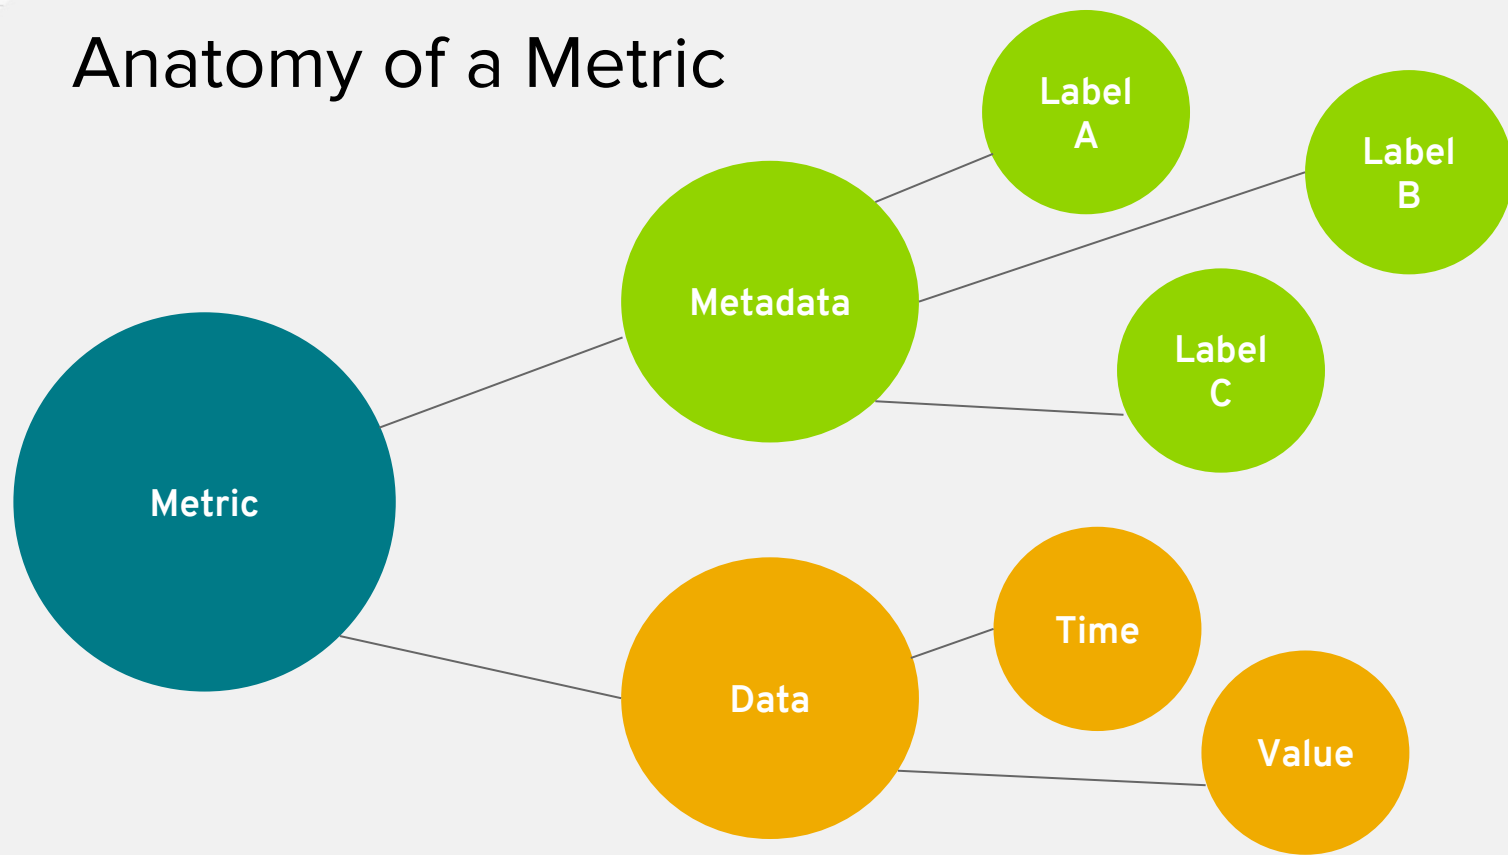 Anatomy of a Metric
Label
A
Label
B
Metadata
Label
C
Metric
Time
Data
Value